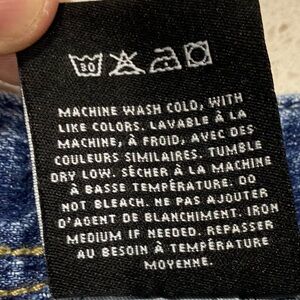 30
MACHINE WASH COLD, WITH
LIKE COLORS. LAVABLE À LA
MACHINE, À FROID, AVEC DES
COULEURS SIMILAIRES. TUMBLE
DRY LOW. SÉCHER À LA MACHINE
À BASSE TEMPÉRATURE. DO
NOT BLEACH. NE PAS AJOUTER
D'AGENT DE BLANCHIMENT. IRON
MEDIUM IF NEEDED. REPASSER
AU BESOIN À TEMPÉRATURE
MOYENNE.